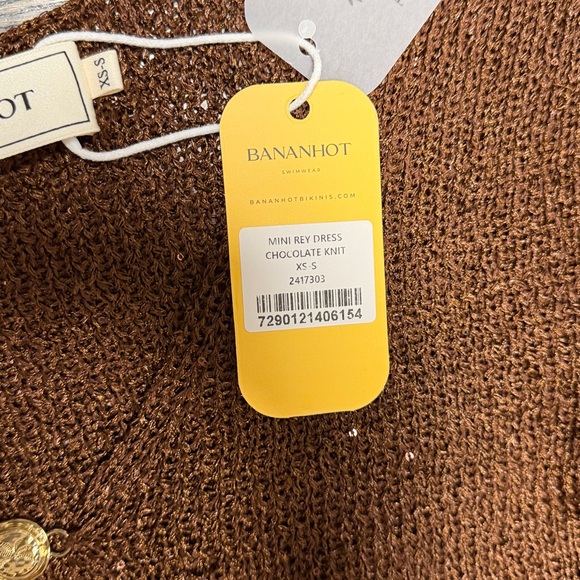 OT
XS-S
BANANHOT
SWIMWEAR
BANANHOTBIKINIS.COM
MINI REY DRESS
CHOCOLATE KNIT
XS-S
2417303
7290121406154